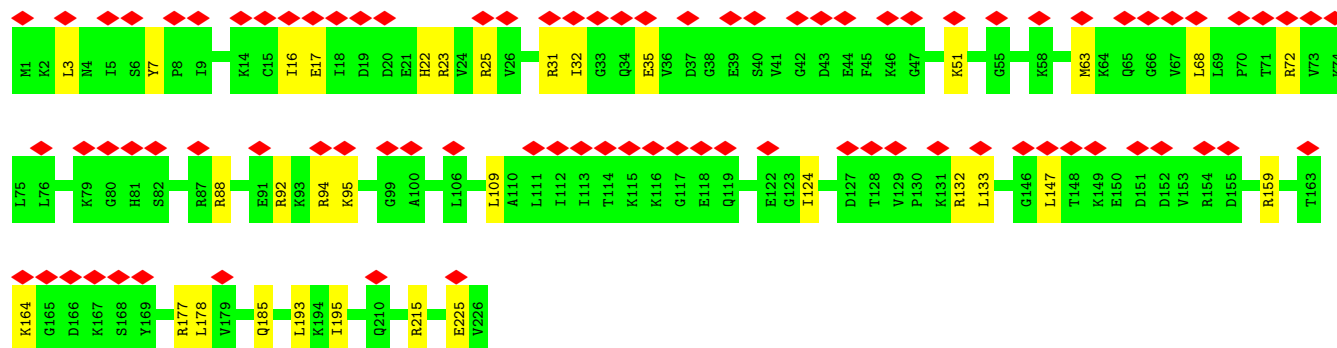 M1 K2 L3 N4 I5 S6 Y7 P8 I9 K14 C15 I16 E17 I18 D19 D20 E21 H22 R23 V24 R25 V26 R31 I32 G33 Q34 E35 V36 D37 G38 E39 S40 V41 G42 D43 E44 F45 K46 G47 K51 G55 K58 M63 K64 Q65 G66 V67 L68 L69 P70 T71 R72 V73 K74
L75 L76 K79 G80 H81 S82 R87 R88 E91 R92 K93 R94 K95 G99 A100 L106 L109 A110 L111 I112 I113 T114 K115 K116 G117 E118 Q119 E122 G123 I124 D127 T128 V129 P130 K131 R132 L133 G146 L147 T148 K149 E150 D151 D152 V153 R154 D155 R159 T163
K164 G165 D166 K167 S168 Y169 R177 L178 V179 Q185 L193 K194 I195 Q210 R215 E225 V226